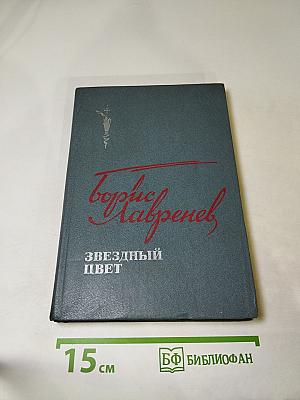 Борис
Лавренев
ЗВЕЗДНЫЙ
ЦВЕТ
15 см
БФ БИБЛИОФАН